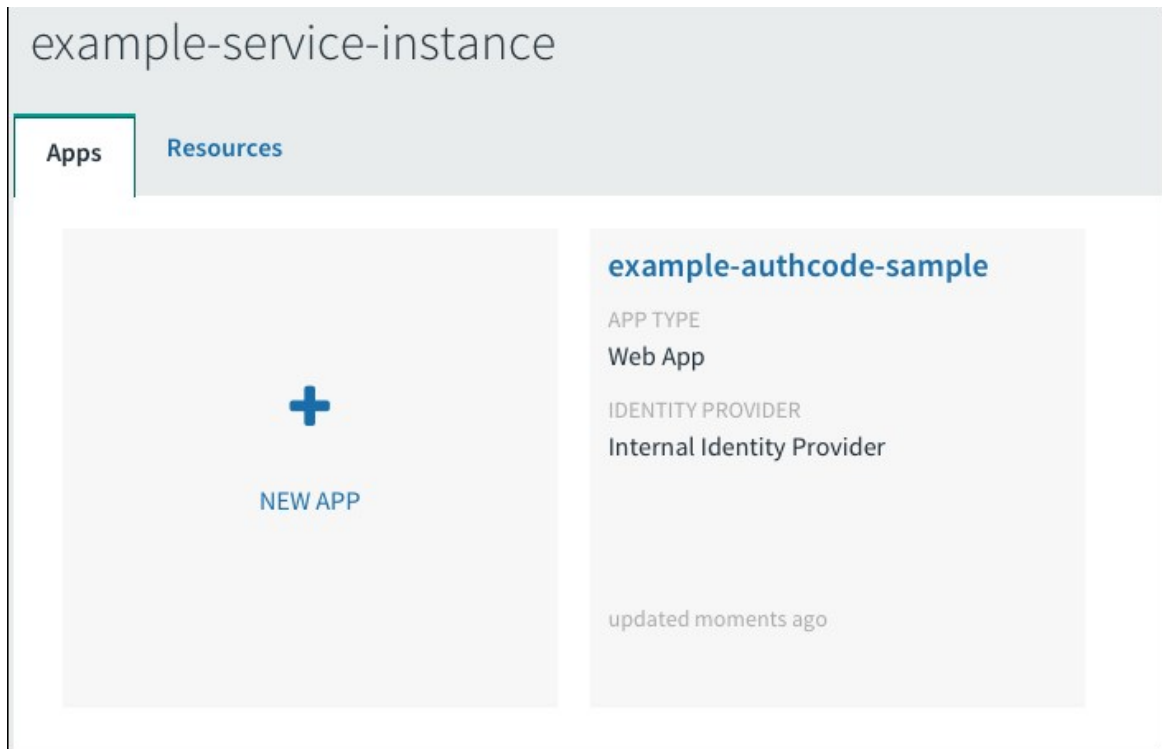 example-service-instance
Apps
Resources
NEW APP
example-authcode-sample
APP TYPE
Web App
IDENTITY PROVIDER
Internal Identity Provider
updated moments ago